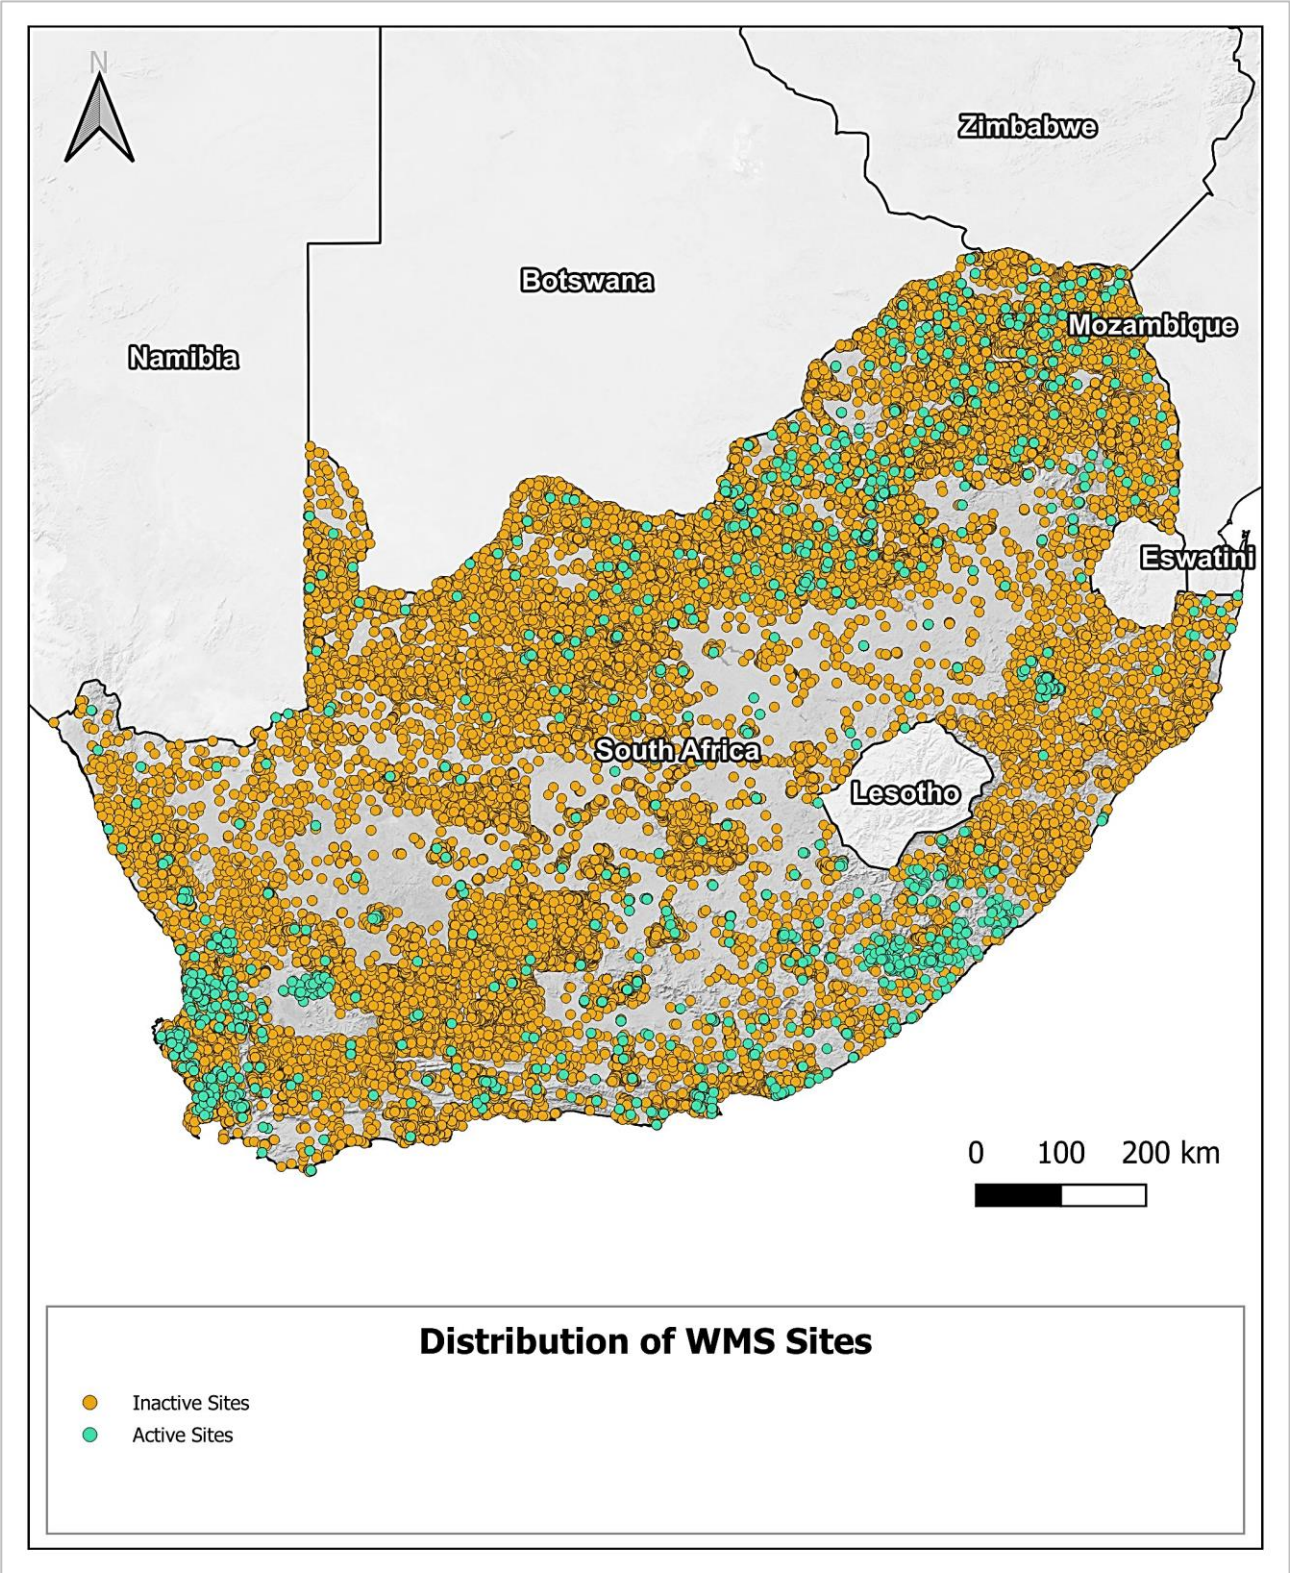 N
Zimbabwe
Botswana
Mozambique
Namibia
Eswatini
South Africa
Lesotho
0 100 200 km
Distribution of WMS Sites
Inactive Sites
Active Sites